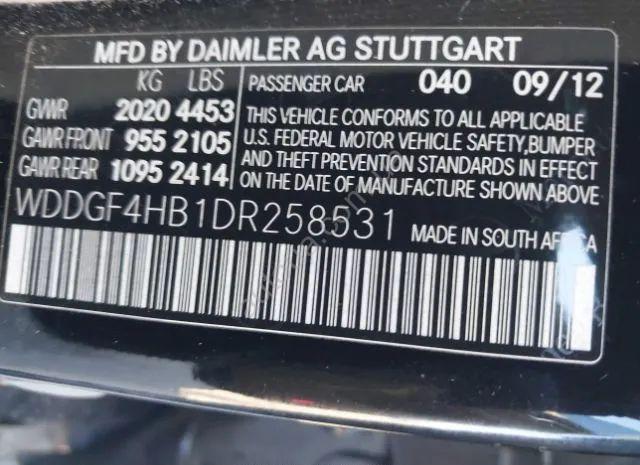 MFD BY DAIMLER AG STUTTGART
KG LBS PASSENGER CAR 040 09/12
GVWR 2020 4453
GAWR FRONT 955 2105
GAWR REAR 1095 2414
THIS VEHICLE CONFORMS TO ALL APPLICABLE
U.S. FEDERAL MOTOR VEHICLE SAFETY,BUMPER
AND THEFT PREVENTION STANDARDS IN EFFECT
ON THE DATE OF MANUFACTURE SHOWN ABOVE.
WDDGF4HB1DR258531 MADE IN SOUTH AFRICA